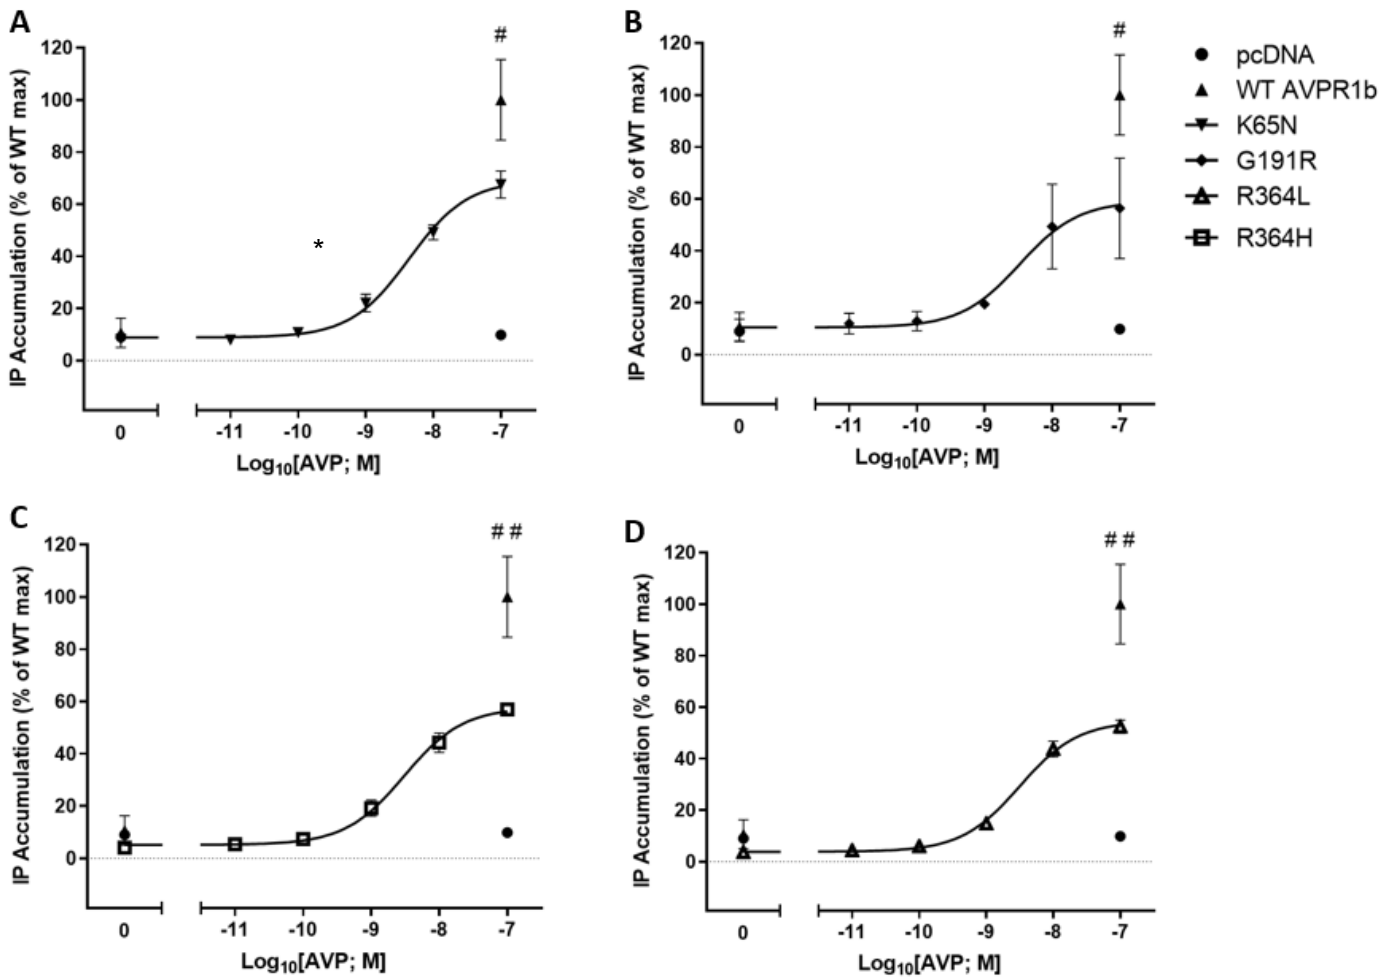 A
#
120
100
80
60
40
20
0
IP Accumulation (% of WT max)
*
0 -11 -10 -9 -8 -7
Log10[AVP; M]
B
#
120
100
80
60
40
20
0
IP Accumulation (% of WT max)
0 -11 -10 -9 -8 -7
Log10[AVP; M]
pcDNA
WT AVPR1b
K65N
G191R
R364L
R364H
C
# #
120
100
80
60
40
20
0
IP Accumulation (% of WT max)
0 -11 -10 -9 -8 -7
Log10[AVP; M]
D
# #
120
100
80
60
40
20
0
IP Accumulation (% of WT max)
0 -11 -10 -9 -8 -7
Log10[AVP; M]